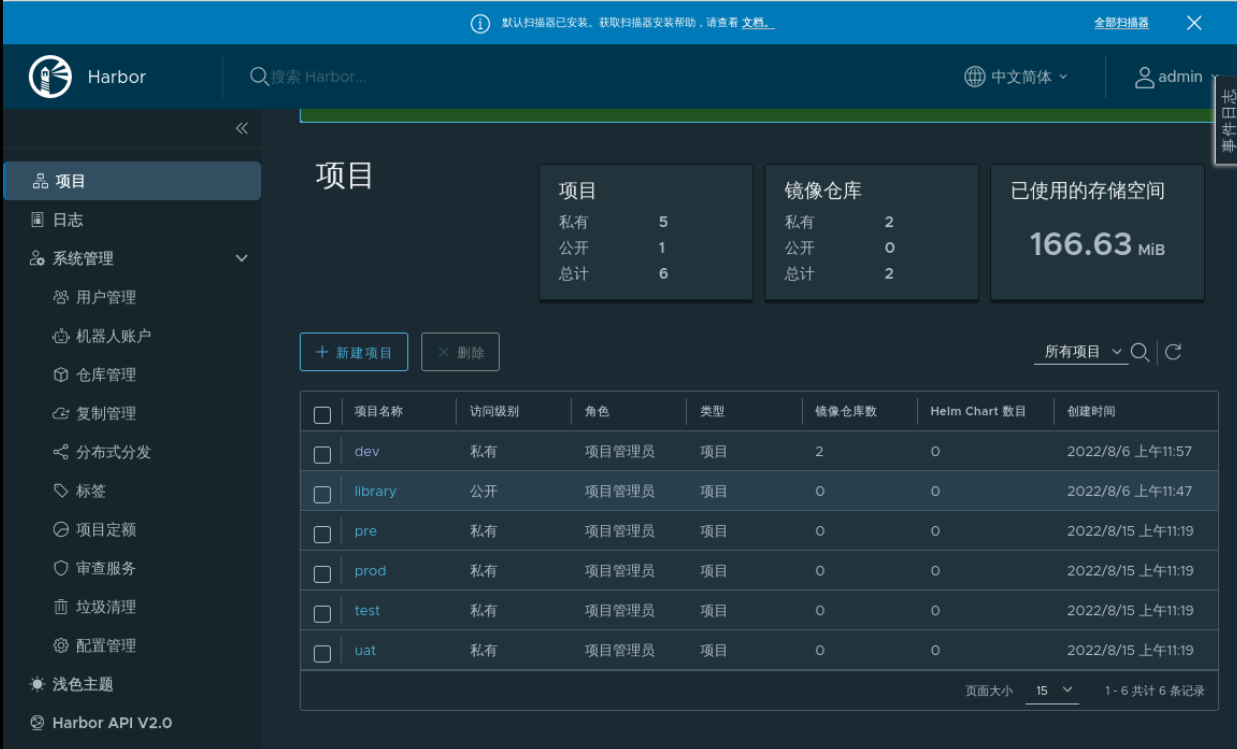 默认扫描器已安装。获取扫描器安装帮助，请查看 文档。 全部扫描器
Harbor 搜索 Harbor... 中文简体 admin
事件日志
项目
日志
系统管理
用户管理
机器人账户
仓库管理
复制管理
分布式分发
标签
项目定额
审查服务
垃圾清理
配置管理
浅色主题
Harbor API V2.0
项目
项目
私有 5
公开 1
总计 6
镜像仓库
私有 2
公开 0
总计 2
已使用的存储空间
166.63 MiB
新建项目 删除 所有项目
项目名称 访问级别 角色 类型 镜像仓库数 Helm Chart 数目 创建时间
dev 私有 项目管理员 项目 2 0 2022/8/6 上午11:57
library 公开 项目管理员 项目 0 0 2022/8/6 上午11:47
pre 私有 项目管理员 项目 0 0 2022/8/15 上午11:19
prod 私有 项目管理员 项目 0 0 2022/8/15 上午11:19
test 私有 项目管理员 项目 0 0 2022/8/15 上午11:19
uat 私有 项目管理员 项目 0 0 2022/8/15 上午11:19
页面大小 15 1 - 6 共计 6 条记录